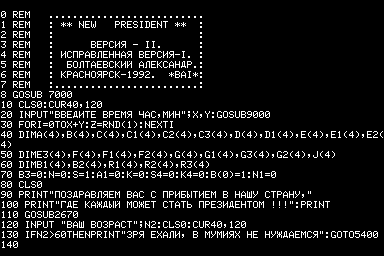 0 REM   ...........................:
1 REM   : ** NEW   PRESIDENT  ** :
2 REM   :                         :
3 REM   :      ВЕРСИЯ - II.       :
4 REM   : ИСПРАВЛЕННАЯ ВЕРСИЯ-I. :
5 REM   :  БОЛТАЕВСКИЙ АЛЕКСАНДР.:
6 REM   : КРАСНОЯРСК-1992.  *BAI*:
7 REM   :.........................:
8 GOSUB 7000
10 CLS0:CUR40,120
20 INPUT"ВВЕДИТЕ ВРЕМЯ ЧАС,МИН";X,Y:GOSUB9000
30 FORI=0TOX+Y:Z=RND(1):NEXTI
40 DIMA(4),B(4),C(4),C1(4),C2(4),C3(4),D(4),D1(4),E(4),E1(4),E2(
4)
50 DIME3(4),F(4),F1(4),F2(4),G(4),G1(4),G3(4),G2(4),J(4)
60 DIMB1(4),B2(4),R1(4),R2(4),R3(4)
70 B3=0:N=0:S=1:A1=0:K=0:S4=0:K4=0:B(0)=1:N1=0
80 CLS0
90 PRINT"ПОЗДРАВЛЯЕМ ВАС С ПРИБЫТИЕМ В НАШУ СТРАНУ,"
100 PRINT"ГДЕ КАЖДЫЙ МОЖЕТ СТАТЬ ПРЕЗИДЕНТОМ !!!":PRINT
110 GOSUB2670
120 INPUT "ВАШ ВОЗРАСТ";N2:CLS0:CUR40,120
130 IFN2>60THENPRINT"ЗРЯ ЕХАЛИ, В МУМИЯХ НЕ НУЖДАЕМСЯ":GOTO5400
140